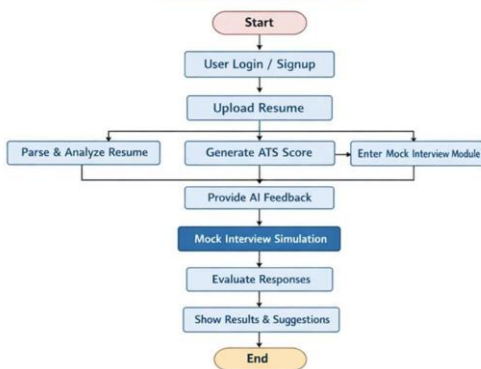 Start
User Login / Signup
Upload Resume
Parse & Analyze Resume
Generate ATS Score
Enter Mock Interview Module
Provide AI Feedback
Mock Interview Simulation
Evaluate Responses
Show Results & Suggestions
End